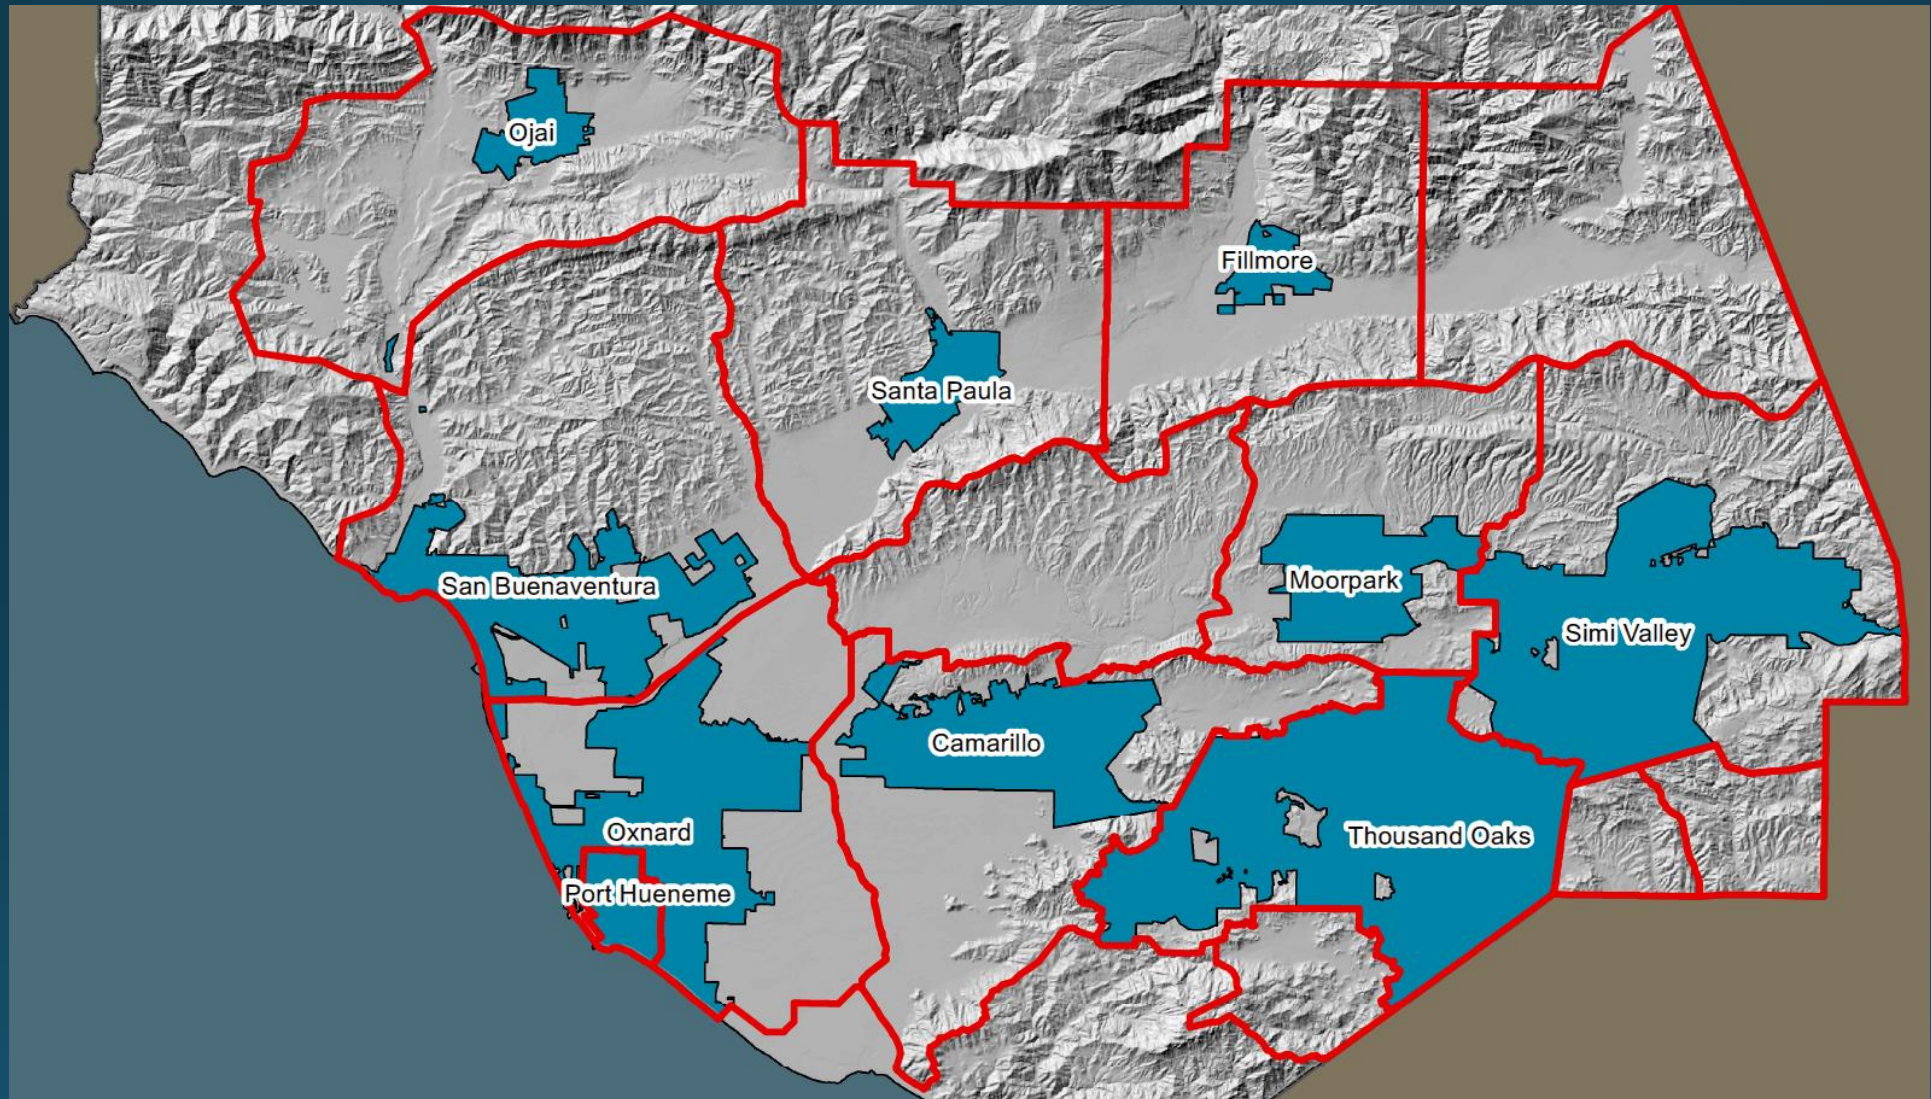 Ojai
Fillmore
Santa Paula
San Buenaventura
Moorpark
Simi Valley
Camarillo
Oxnard
Thousand Oaks
Port Hueneme